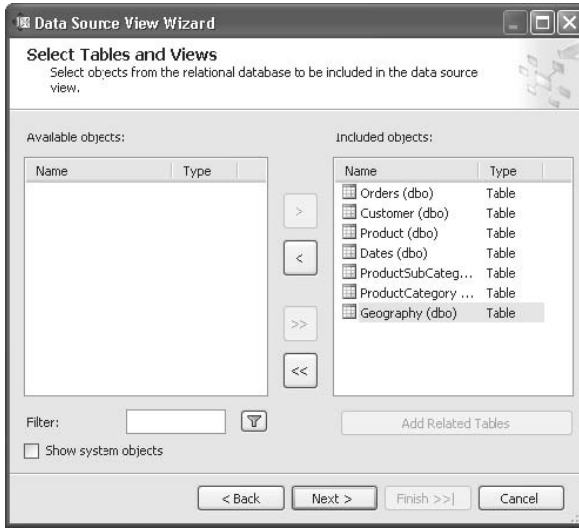 Data Source View Wizard
Select Tables and Views
Select objects from the relational database to be included in the data source
view.
Available objects:
Included objects:
Name Type
Name Type
Orders (dbo) Table
Customer (dbo) Table
Product (dbo) Table
Dates (dbo) Table
ProductSubCateg... Table
ProductCategory ... Table
Geography (dbo) Table
>
<
>>
<<
Filter:
Add Related Tables
Show system objects
< Back Next > Finish >>| Cancel